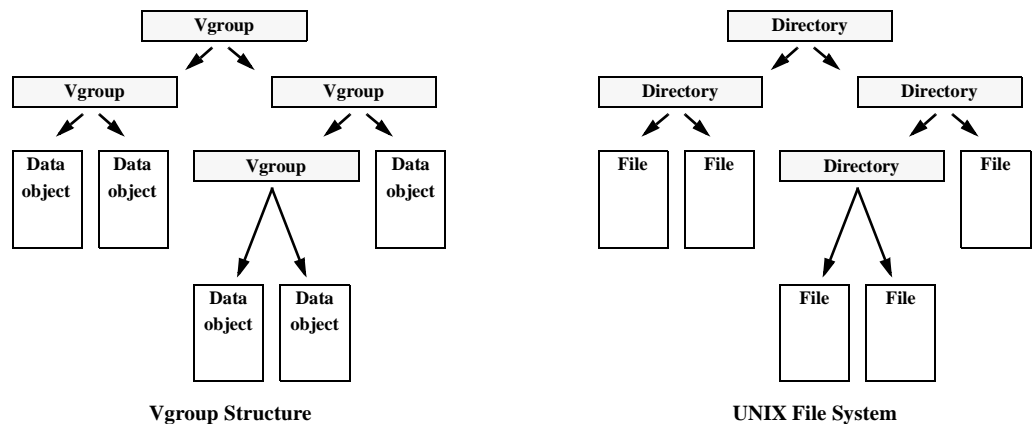 Vgroup
Vgroup
Vgroup
Data
object
Data
object
Vgroup
Data
object
Data
object
Data
object
Vgroup Structure
Directory
Directory
Directory
File
File
Directory
File
File
File
UNIX File System